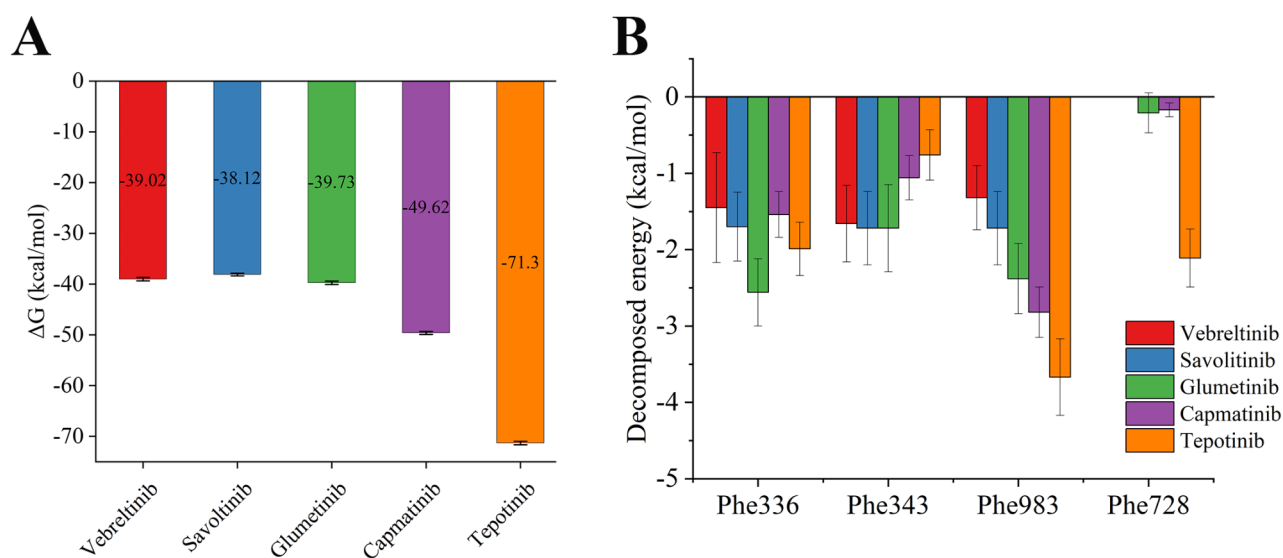 A
ΔG (kcal/mol)
0
-10
-20
-30
-40
-50
-60
-70
-39.02
-38.12
-39.73
-49.62
-71.3
Vebreltinib
Savoltinib
Glumetinib
Capmatinib
Tepotinib
B
Decomposed energy (kcal/mol)
0
-1
-2
-3
-4
-5
Vebreltinib
Savolitinib
Glumetinib
Capmatinib
Tepotinib
Phe336
Phe343
Phe983
Phe728